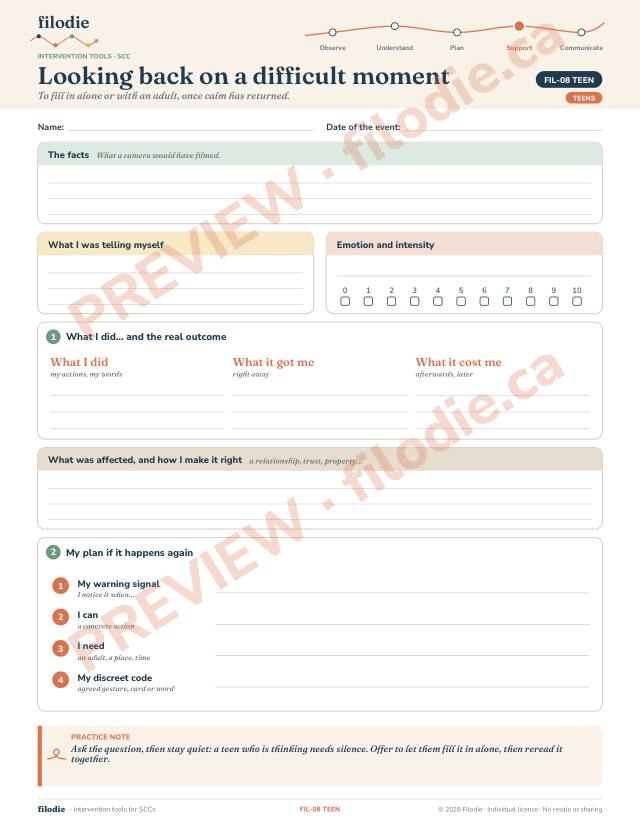 filodie
INTERVENTION TOOLS · SCC
Observe Understand Plan Support Communicate
Looking back on a difficult moment
To fill in alone or with an adult, once calm has returned.
FIL-08 TEEN
TEENS
Name: Date of the event:
The facts What a camera would have filmed.
What I was telling myself
Emotion and intensity
0 1 2 3 4 5 6 7 8 9 10
1 What I did... and the real outcome
What I did What it got me What it cost me
my actions, my words right away afterwards, later
What was affected, and how I make it right a relationship, trust, property...
2 My plan if it happens again
1 My warning signal
I notice it when...
2 I can
a concrete action
3 I need
an adult, a place, time
4 My discreet code
agreed gesture, card or word
PRACTICE NOTE
Ask the question, then stay quiet: a teen who is thinking needs silence. Offer to let them fill it in alone, then reread it
together.
filodie · Intervention tools for SCCs FIL-08 TEEN © 2026 Filodie · Individual licence · No resale or sharing
PREVIEW · filodie.ca
PREVIEW · filodie.ca